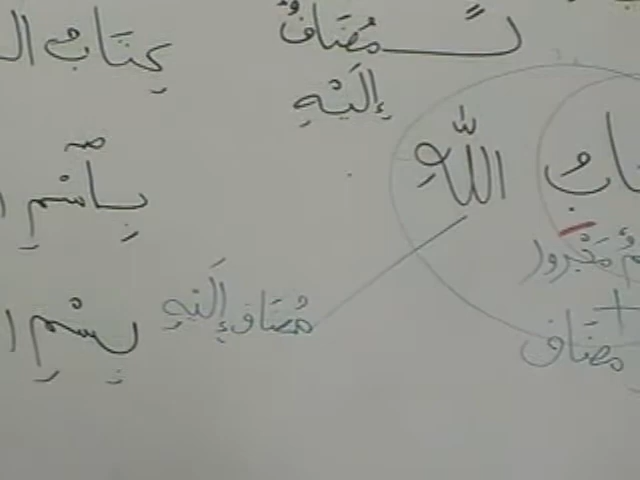 مُضَافٌ
إِلَيْهِ
كِتَابُ
اللّٰهِ
بِاسْمِ
مُضَاف إِلَيْهِ
مَجْرُور
+
مُضَاف
بِسْمِ